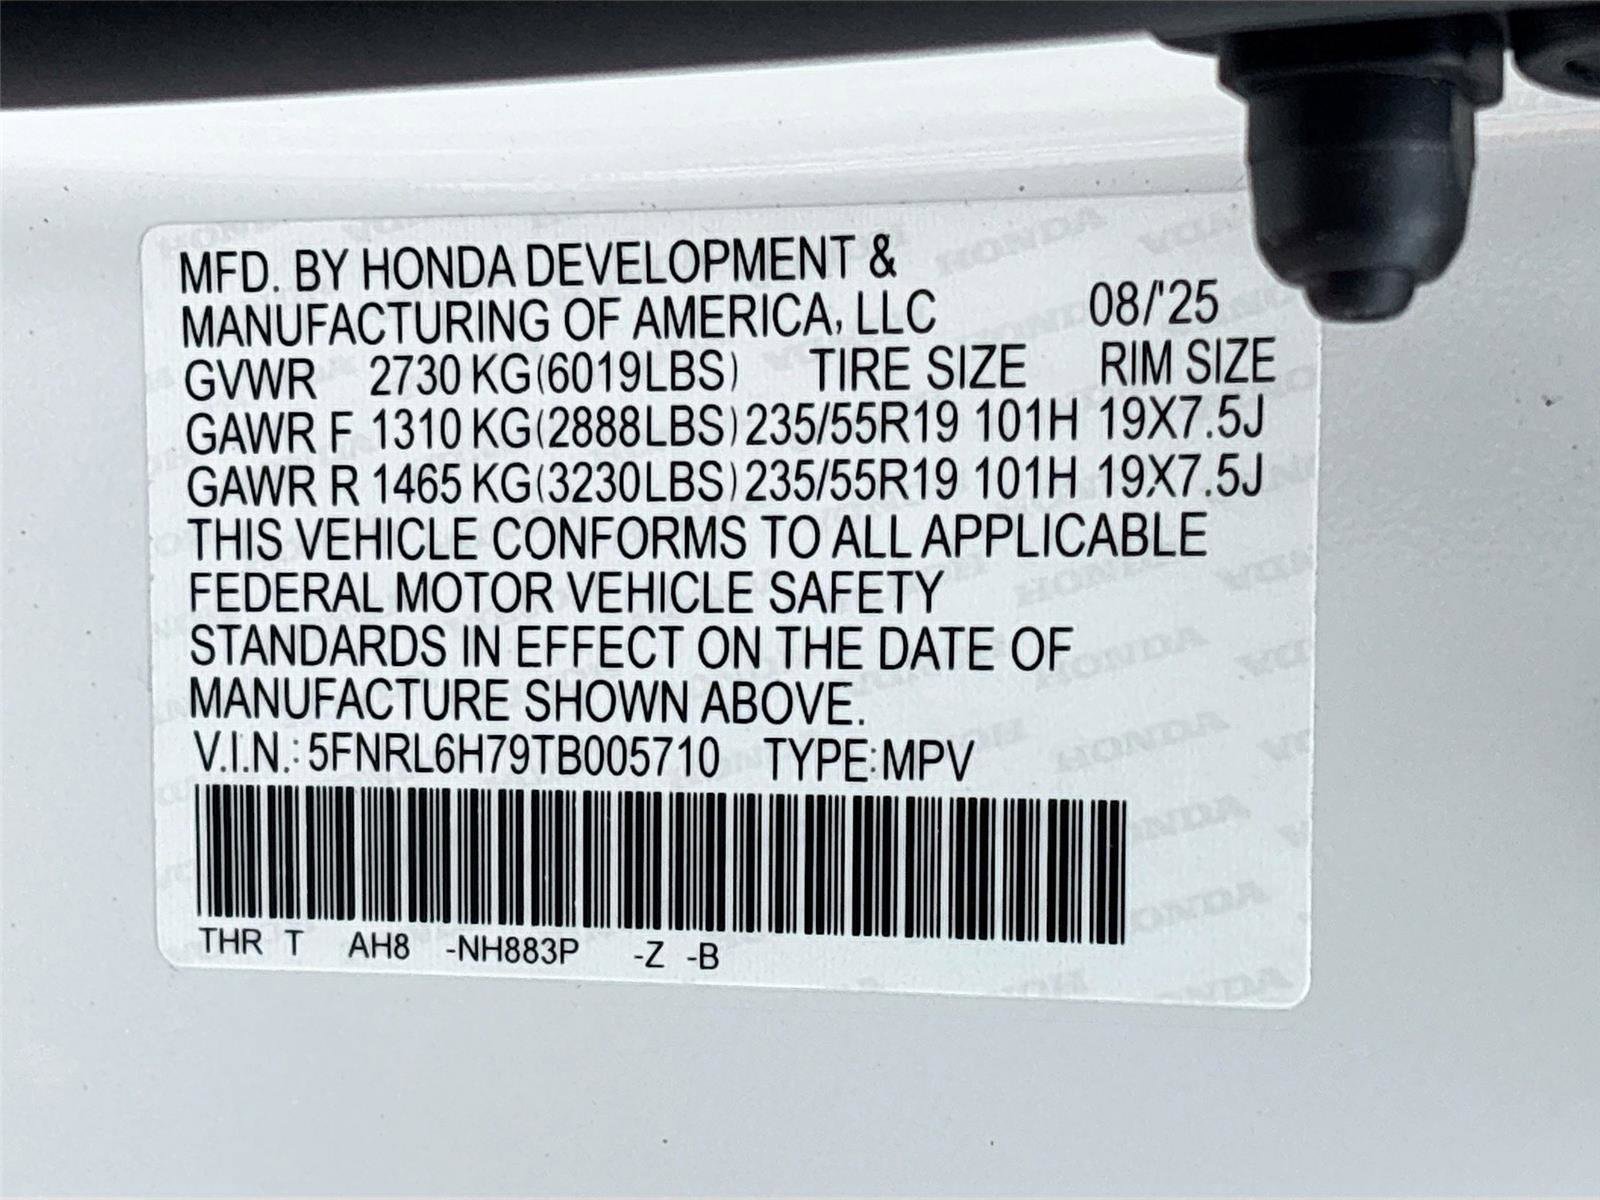 MFD. BY HONDA DEVELOPMENT &
MANUFACTURING OF AMERICA, LLC 08/'25
GVWR 2730 KG(6019LBS) TIRE SIZE RIM SIZE
GAWR F 1310 KG(2888LBS) 235/55R19 101H 19X7.5J
GAWR R 1465 KG(3230LBS) 235/55R19 101H 19X7.5J
THIS VEHICLE CONFORMS TO ALL APPLICABLE
FEDERAL MOTOR VEHICLE SAFETY
STANDARDS IN EFFECT ON THE DATE OF
MANUFACTURE SHOWN ABOVE.
V.I.N.: 5FNRL6H79TB005710 TYPE:MPV
THR T AH8 -NH883P -Z -B